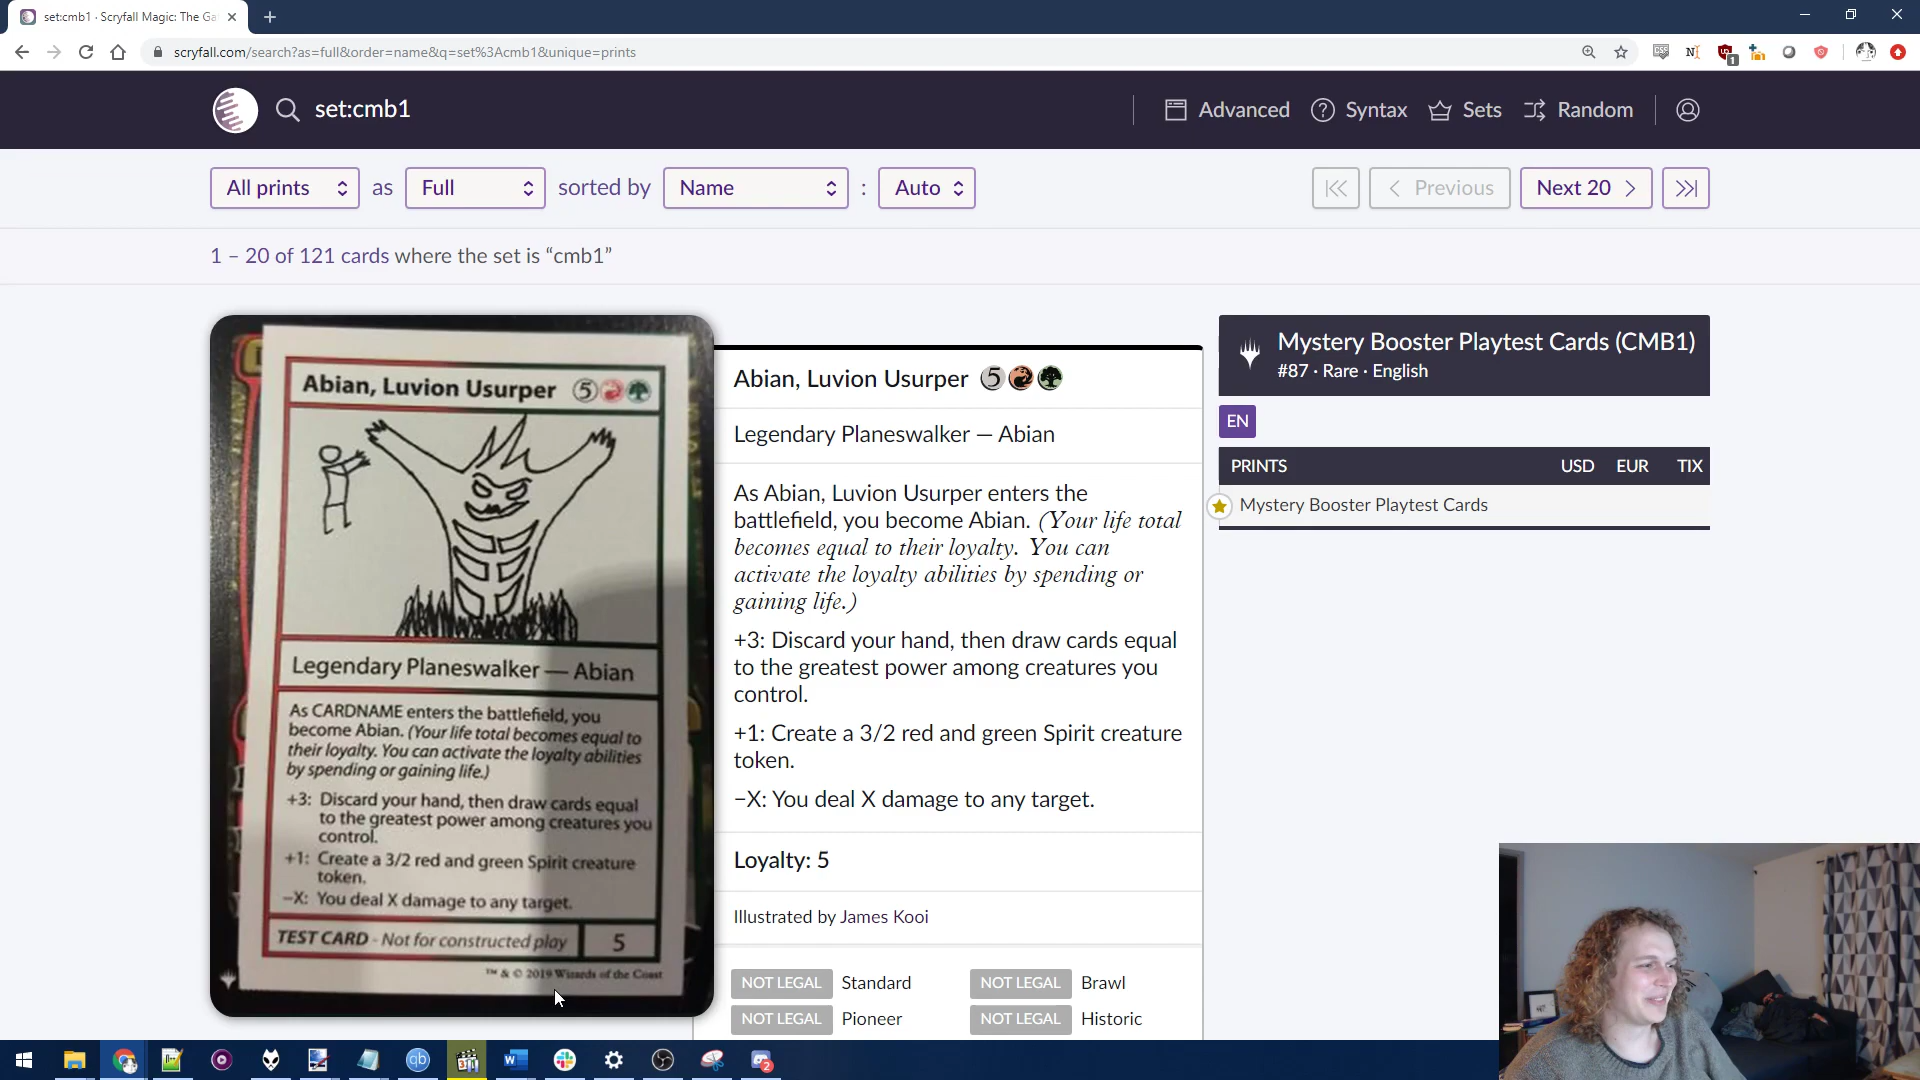 set:cmb1 · Scryfall Magic: The Ga
scryfall.com/search?as=full&order=name&q=set%3Acmb1&unique=prints
1
set:cmb1
Advanced
Syntax
Sets
Random
All prints
as
Full
sorted by
Name
:
Auto
Previous
Next 20
1 – 20 of 121 cards where the set is “cmb1”
Abian, Luvion Usurper 5
Legendary Planeswalker — Abian
As CARDNAME enters the battlefield, you
become Abian. (Your life total becomes equal to
their loyalty. You can activate the loyalty abilities
by spending or gaining life.)
+3: Discard your hand, then draw cards equal
to the greatest power among creatures you
control.
+1: Create a 3/2 red and green Spirit creature
token.
−X: You deal X damage to any target.
TEST CARD - Not for constructed play
5
™ & © 2019 Wizards of the Coast
Abian, Luvion Usurper 5
Legendary Planeswalker — Abian
As Abian, Luvion Usurper enters the
battlefield, you become Abian. (Your life total
becomes equal to their loyalty. You can
activate the loyalty abilities by spending or
gaining life.)
+3: Discard your hand, then draw cards equal
to the greatest power among creatures you
control.
+1: Create a 3/2 red and green Spirit creature
token.
−X: You deal X damage to any target.
Loyalty: 5
Illustrated by James Kooi
NOT LEGAL Standard
NOT LEGAL Brawl
NOT LEGAL Pioneer
NOT LEGAL Historic
Mystery Booster Playtest Cards (CMB1)
#87 · Rare · English
EN
PRINTS USD EUR TIX
Mystery Booster Playtest Cards
qb
2